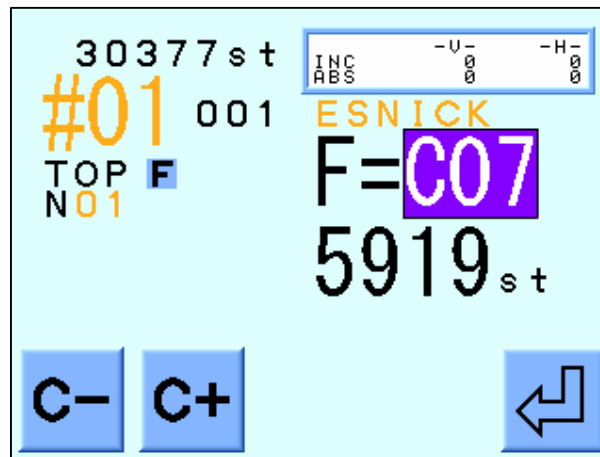 30377st
#01 001
TOP F
N01
-V- -H-
INC 0 0
ABS 0 0
ESNICK
F=C07
5919st
C- C+